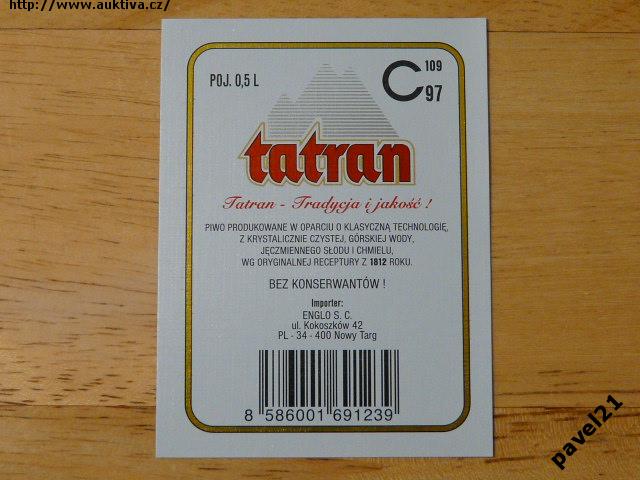 http://www.auktiva.cz/
POJ. 0,5 L
C 109
97
tatran
Tatran - Tradycja i jakość !
PIWO PRODUKOWANE W OPARCIU O KLASYCZNĄ TECHNOLOGIĘ,
Z KRYSTALICZNIE CZYSTEJ, GÓRSKIEJ WODY,
JĘCZMIENNEGO SŁODU I CHMIELU,
WG ORYGINALNEJ RECEPTURY Z 1812 ROKU.
BEZ KONSERWANTÓW !
Importer:
ENGLO S. C.
ul. Kokoszków 42
PL - 34 - 400 Nowy Targ
8 586001 691239
pavel21